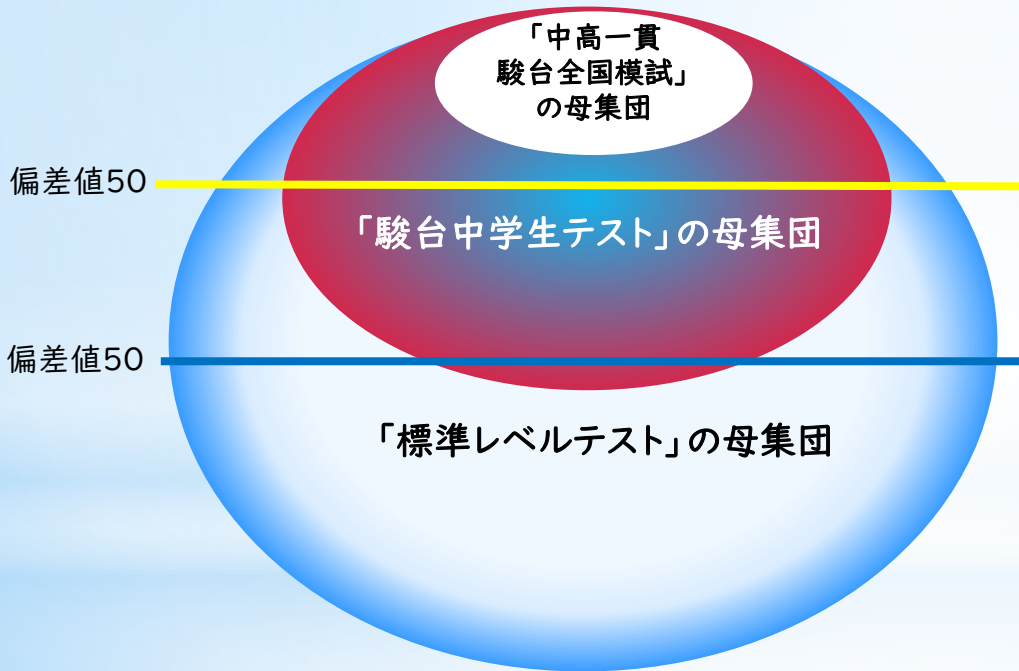 「中高一貫
駿台全国模試」
の母集団
偏差値50
「駿台中学生テスト」の母集団
偏差値50
「標準レベルテスト」の母集団